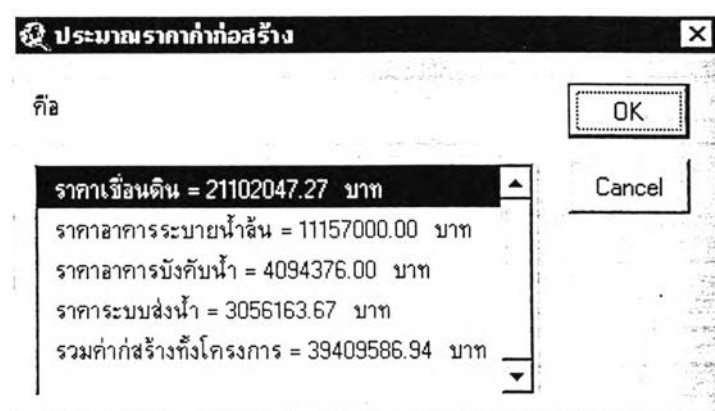 ประมาณราคาค่าก่อสร้าง
คือ
OK
Cancel
ราคาเขื่อนดิน = 21102047.27 บาท
ราคาอาคารระบายน้ำล้น = 11157000.00 บาท
ราคาอาคารบังคับน้ำ = 4094376.00 บาท
ราคาระบบส่งน้ำ = 3056163.67 บาท
รวมค่าก่สร้างทั้งโครงการ = 39409586.94 บาท